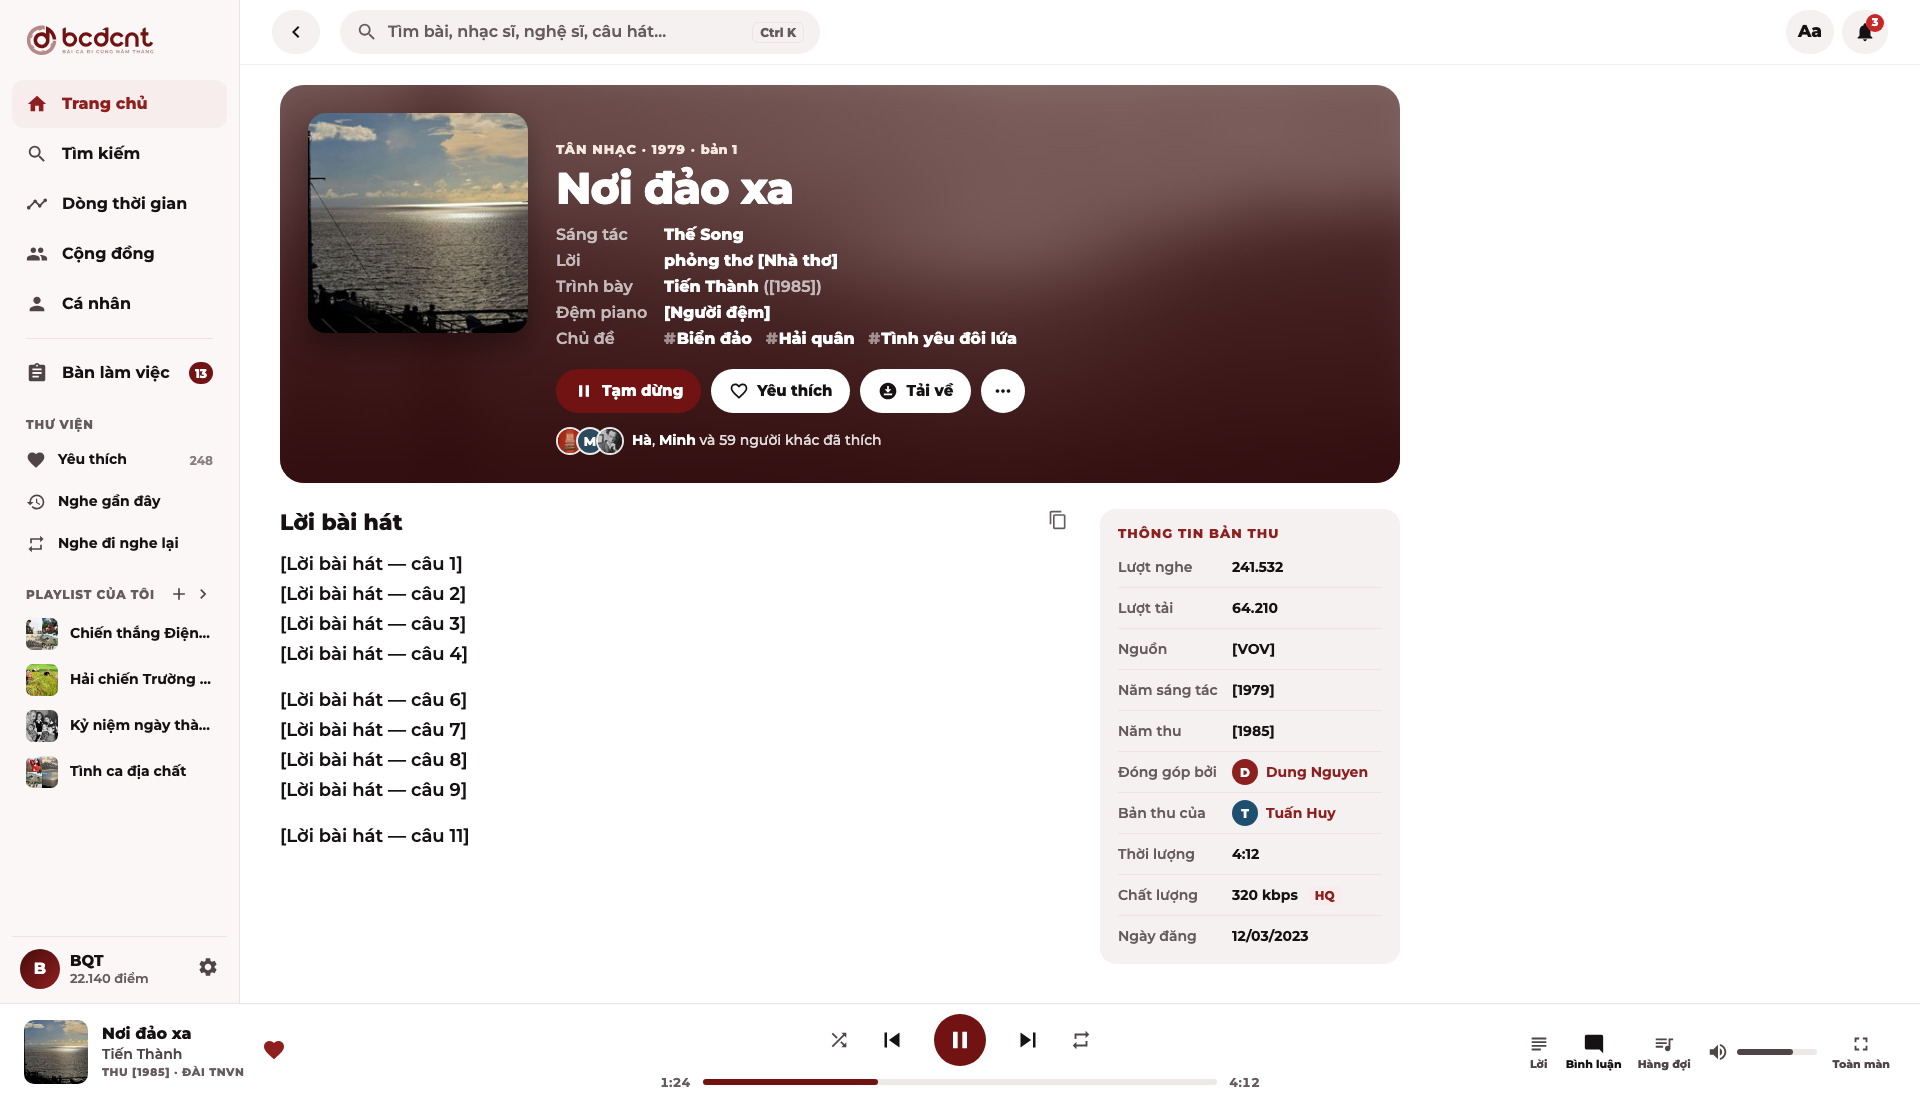 bcdcnt
BÀI CA ĐI CÙNG NĂM THÁNG
Trang chủ
Tìm kiếm
Dòng thời gian
Cộng đồng
Cá nhân
Bàn làm việc 13
THƯ VIỆN
Yêu thích 248
Nghe gần đây
Nghe đi nghe lại
PLAYLIST CỦA TÔI
Chiến thắng Điện...
Hải chiến Trường ...
Kỷ niệm ngày thà...
Tình ca địa chất
B BQT
22.140 điểm
Tìm bài, nhạc sĩ, nghệ sĩ, câu hát... Ctrl K
Aa 3
TÂN NHẠC · 1979 · bản 1
Nơi đảo xa
Sáng tác Thế Song
Lời phỏng thơ [Nhà thơ]
Trình bày Tiến Thành ([1985])
Đệm piano [Người đệm]
Chủ đề #Biển đảo #Hải quân #Tình yêu đôi lứa
Tạm dừng Yêu thích Tải về
M Hà, Minh và 59 người khác đã thích
Lời bài hát
[Lời bài hát — câu 1]
[Lời bài hát — câu 2]
[Lời bài hát — câu 3]
[Lời bài hát — câu 4]
[Lời bài hát — câu 6]
[Lời bài hát — câu 7]
[Lời bài hát — câu 8]
[Lời bài hát — câu 9]
[Lời bài hát — câu 11]
THÔNG TIN BẢN THU
Lượt nghe 241.532
Lượt tải 64.210
Nguồn [VOV]
Năm sáng tác [1979]
Năm thu [1985]
Đóng góp bởi D Dung Nguyen
Bản thu của T Tuấn Huy
Thời lượng 4:12
Chất lượng 320 kbps HQ
Ngày đăng 12/03/2023
Nơi đảo xa
Tiến Thành
THU [1985] · ĐÀI TNVN
1:24 4:12
Lời Bình luận Hàng đợi Toàn màn